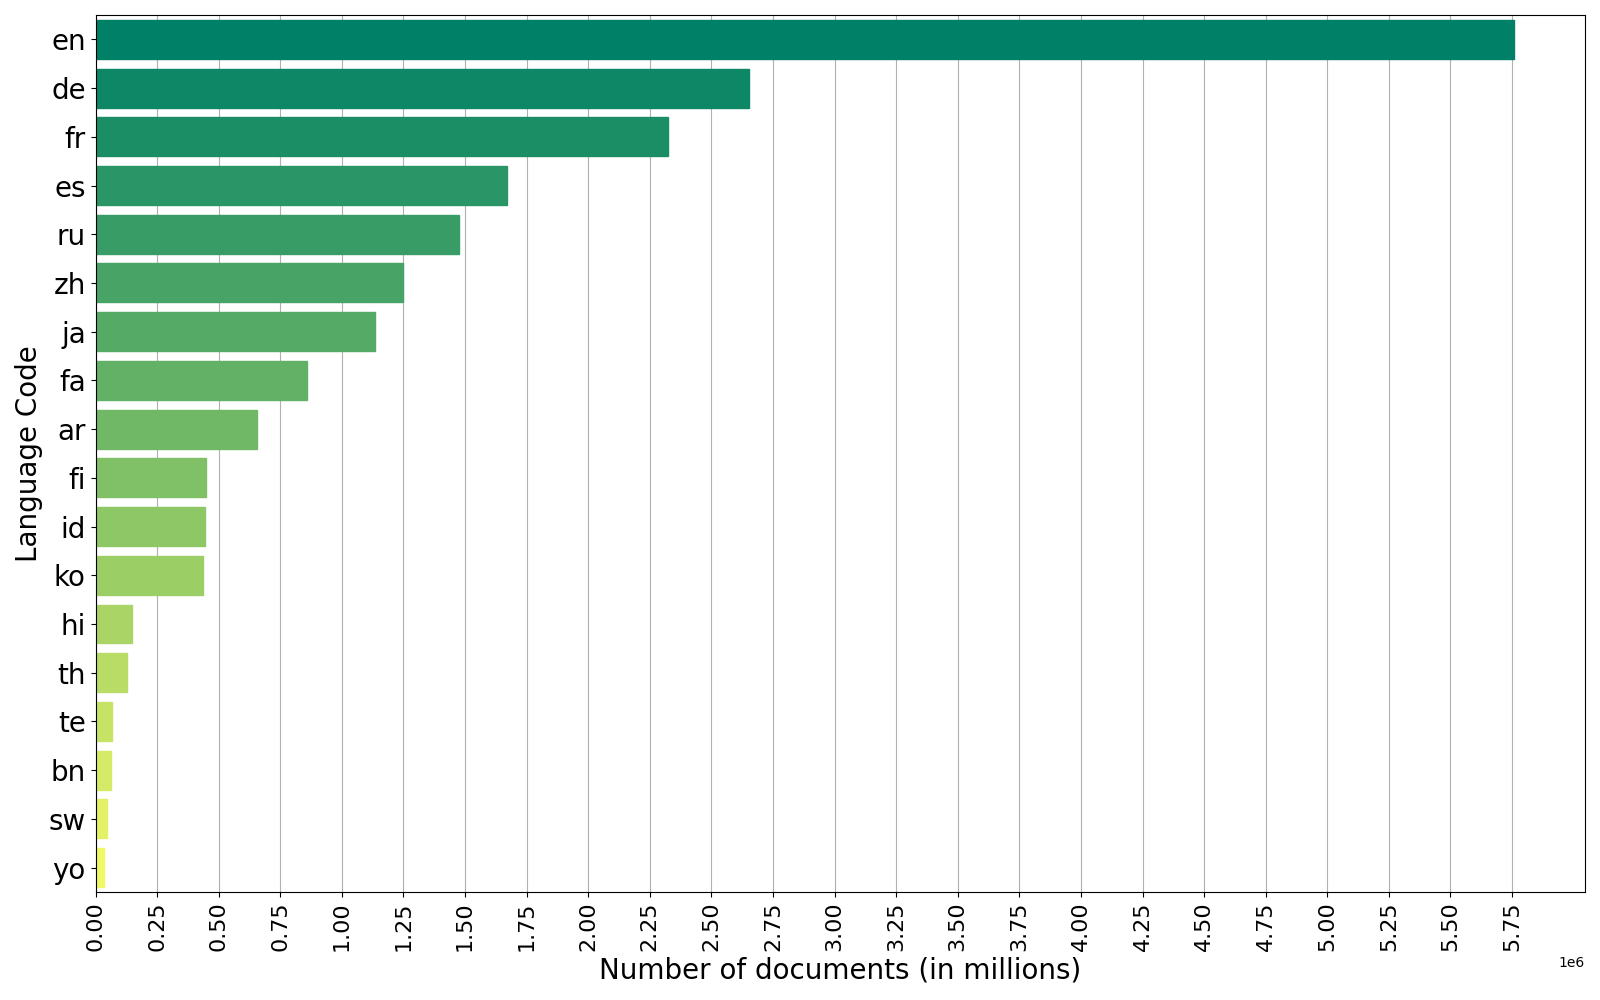 en
de
fr
es
ru
zh
ja
fa
ar
fi
id
ko
hi
th
te
bn
sw
yo
Language Code
0.00 0.25 0.50 0.75 1.00 1.25 1.50 1.75 2.00 2.25 2.50 2.75 3.00 3.25 3.50 3.75 4.00 4.25 4.50 4.75 5.00 5.25 5.50 5.75
Number of documents (in millions)
1e6